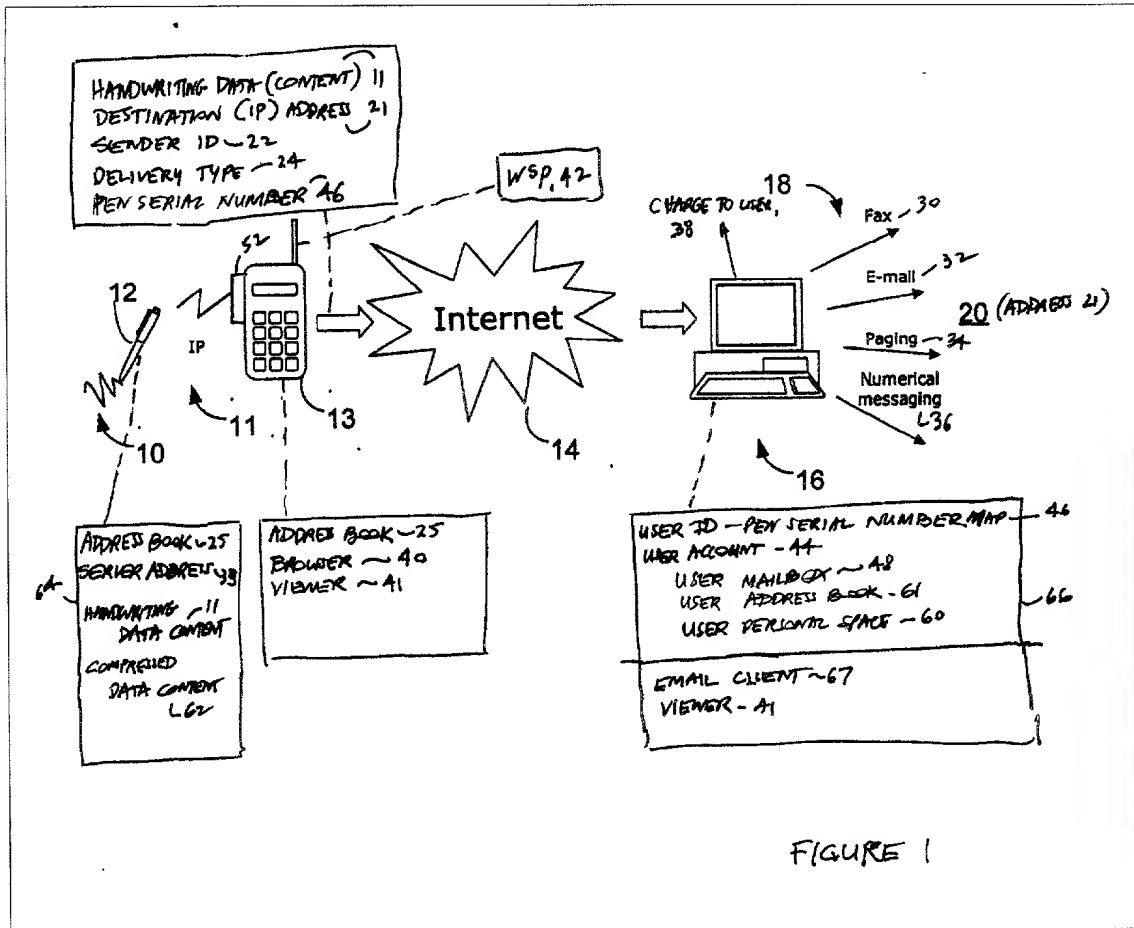 HANDWRITING DATA (CONTENT) 11
DESTINATION (IP) ADDRESS 21
SENDER ID ~22
DELIVERY TYPE ~24
PEN SERIAL NUMBER 46
WSP, 42
52
12
IP
10
11
13
Internet
14
CHARGE TO USER,
38
18
Fax ~30
E-mail ~32
20 (ADDRESS 21)
Paging ~34
Numerical
messaging
36
16
64
ADDRESS BOOK ~25
SERVER ADDRESS
HANDWRITING ~11
DATA CONTENT
COMPRESSED
DATA CONTENT
62
ADDRESS BOOK ~25
BROWSER ~40
VIEWER ~41
USER ID - PEN SERIAL NUMBER MAP - 46
USER ACCOUNT - 44
USER MAILBOX ~48
USER ADDRESS BOOK - 61
USER PERSONAL SPACE - 60
66
EMAIL CLIENT ~67
VIEWER - 41
FIGURE 1